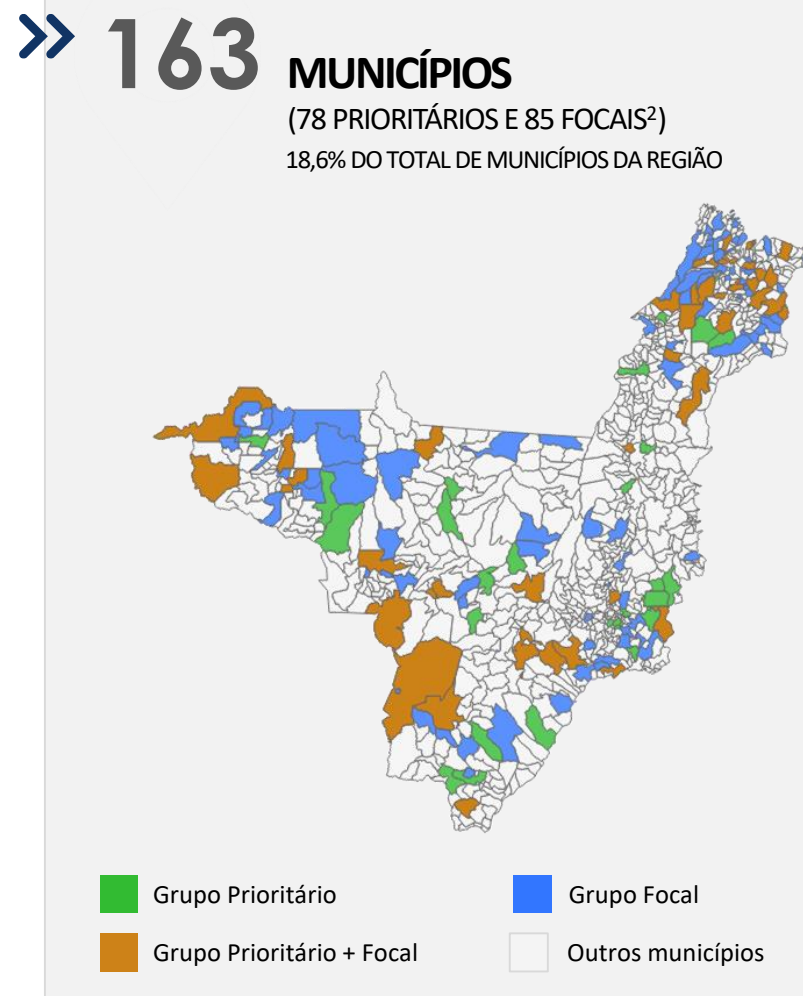 163 MUNICÍPIOS
(78 PRIORITÁRIOS E 85 FOCAIS²)
18,6% DO TOTAL DE MUNICÍPIOS DA REGIÃO
Grupo Prioritário
Grupo Focal
Grupo Prioritário + Focal
Outros municípios